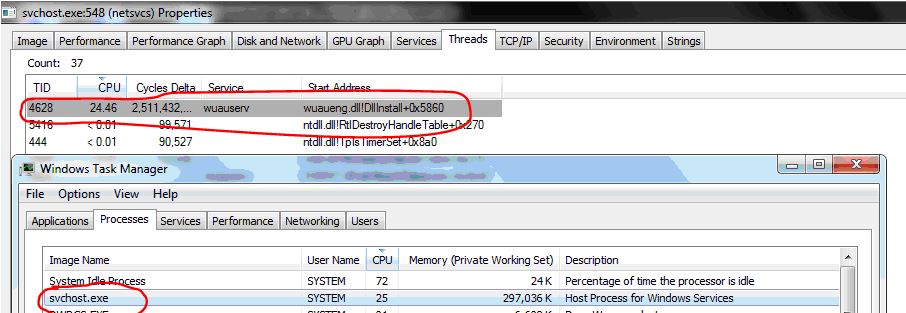 svchost.exe:548 (netsvcs) Properties
Image Performance Performance Graph Disk and Network GPU Graph Services Threads TCP/IP Security Environment Strings
Count: 37
TID CPU Cycles Delta Service Start Address
4628 24.46 2,511,432,... wuauserv wuaueng.dll!DllInstall+0x5860
5416 < 0.01 99,571 ntdll.dll!RtlDestroyHandleTable+0x270
444 < 0.01 90,527 ntdll.dll!TpIsTimerSet+0x8a0
Windows Task Manager
File Options View Help
Applications Processes Services Performance Networking Users
Image Name User Name CPU Memory (Private Working Set) Description
System Idle Process SYSTEM 72 24 K Percentage of time the processor is idle
svchost.exe SYSTEM 25 297,036 K Host Process for Windows Services